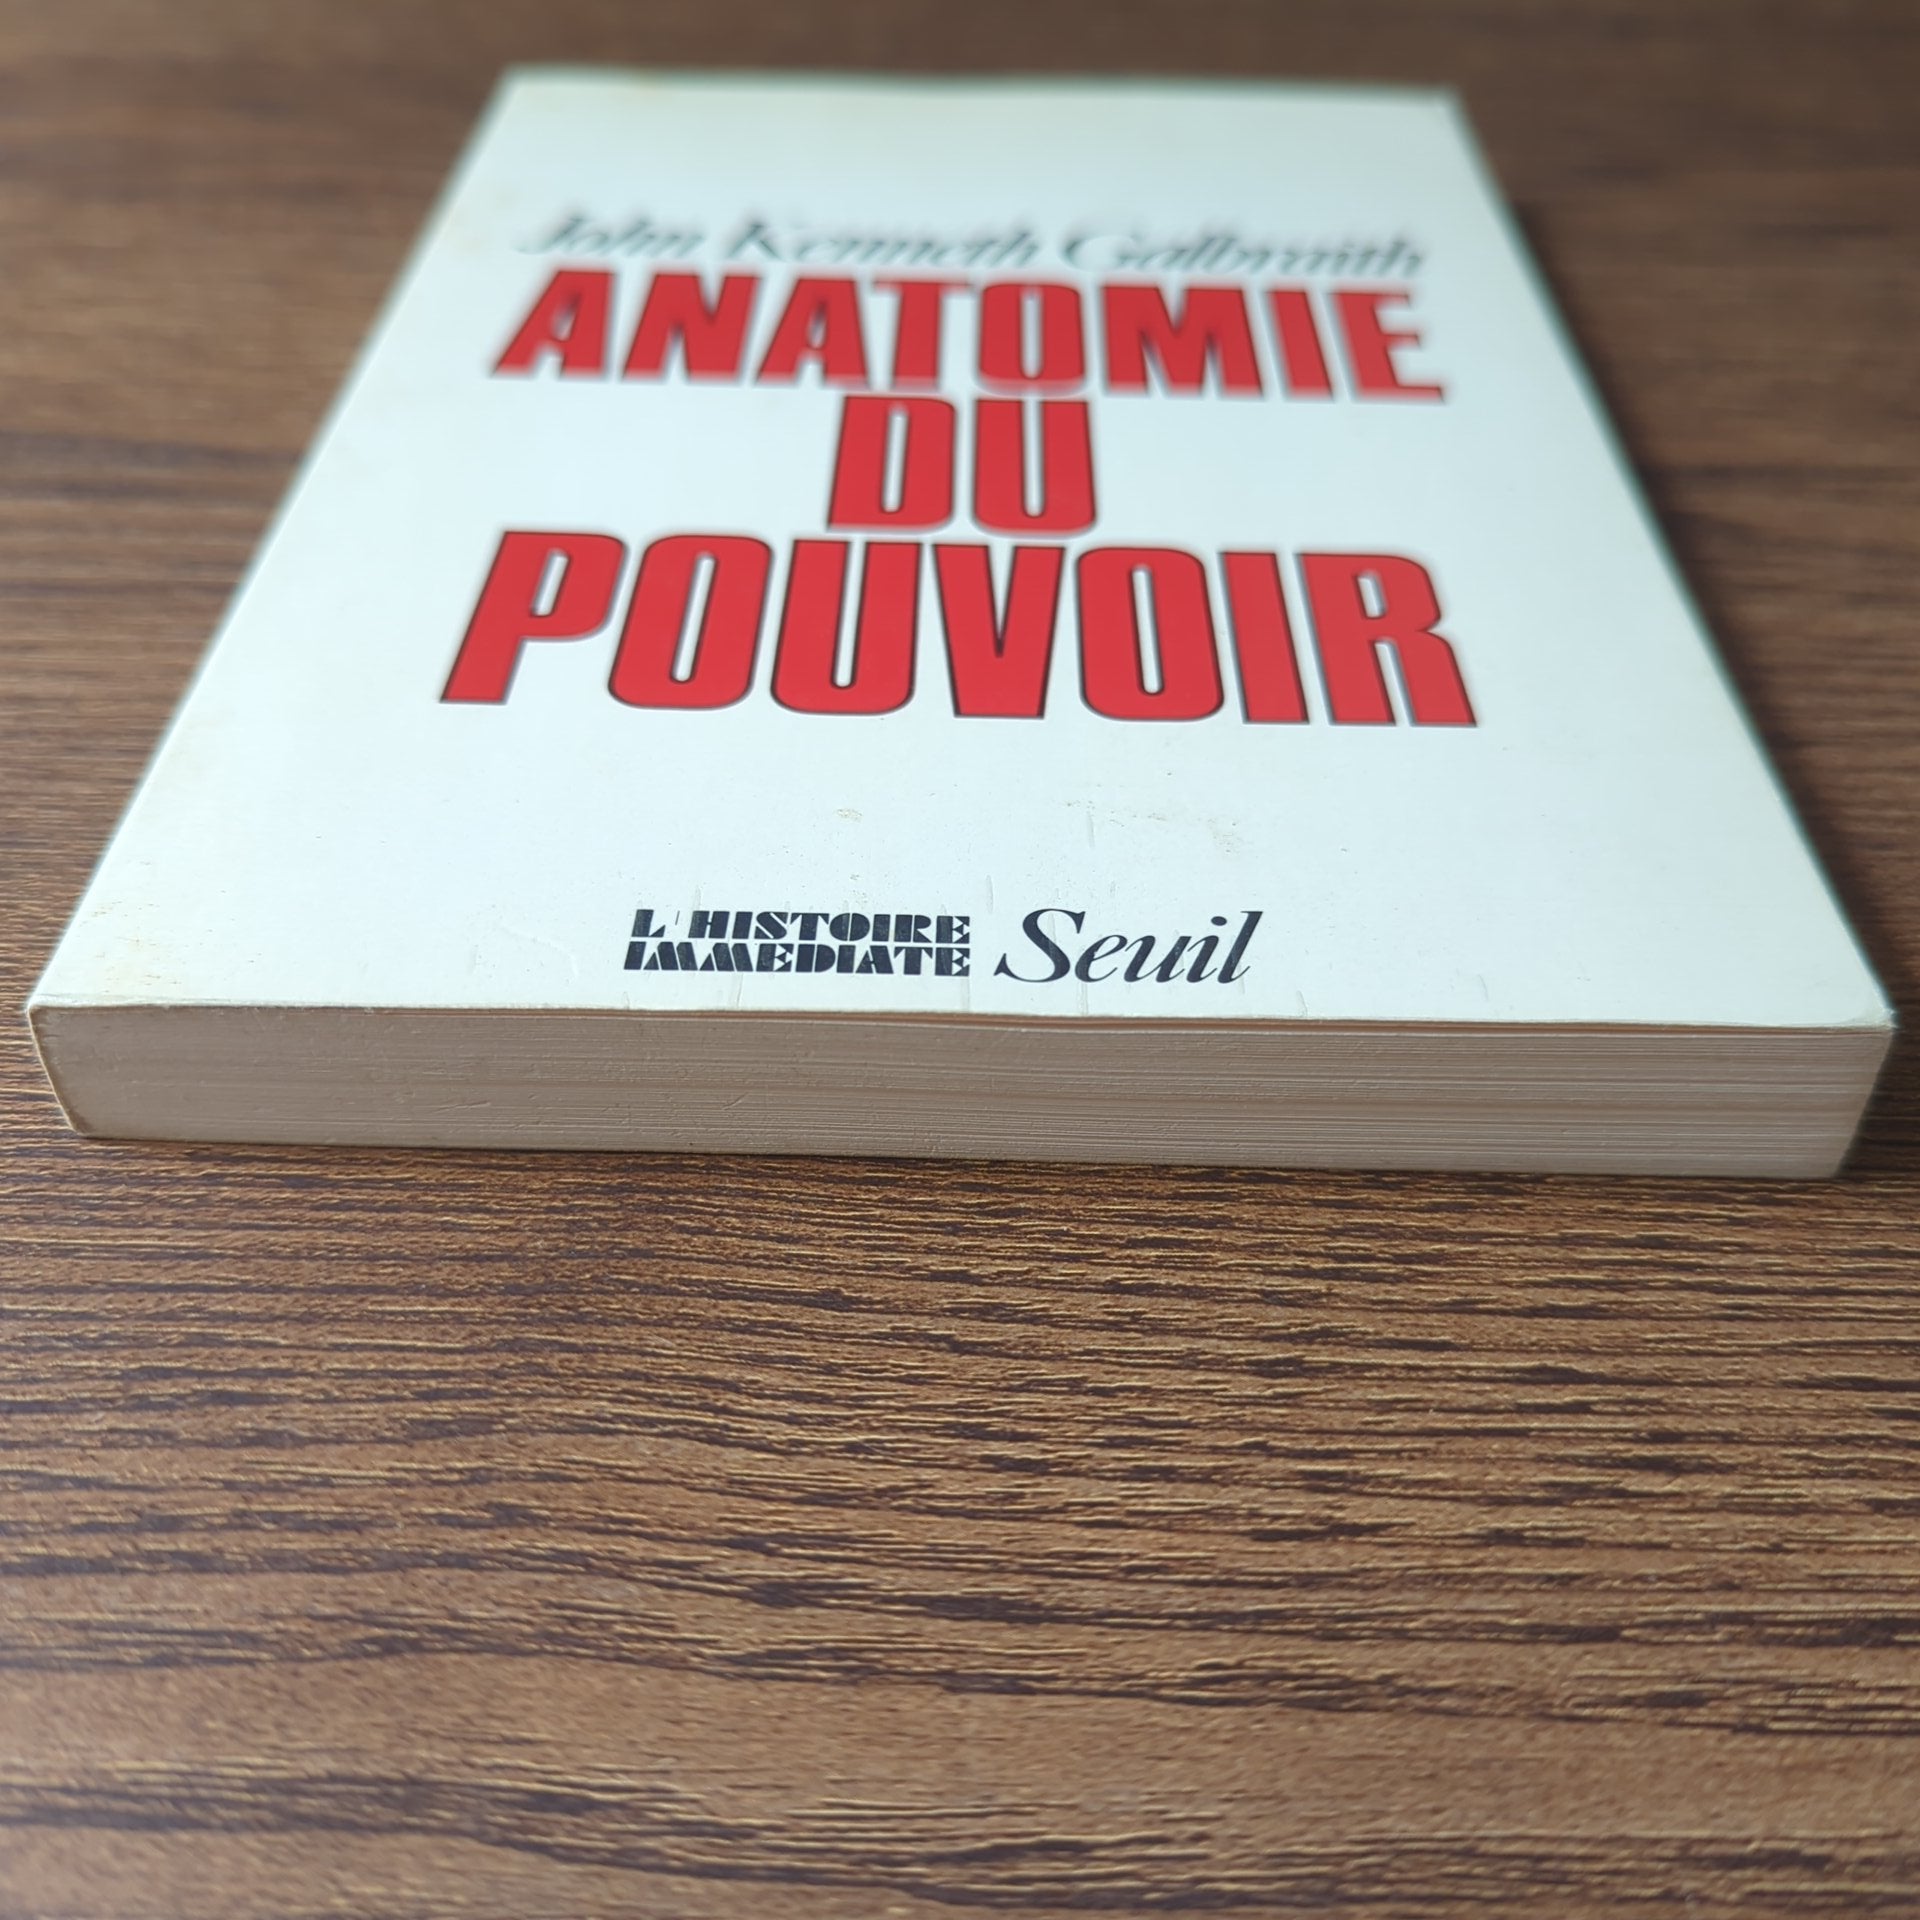 John Kenneth Galbraith
ANATOMIE
DU
POUVOIR
L'HISTOIRE
IMMEDIATE
Seuil